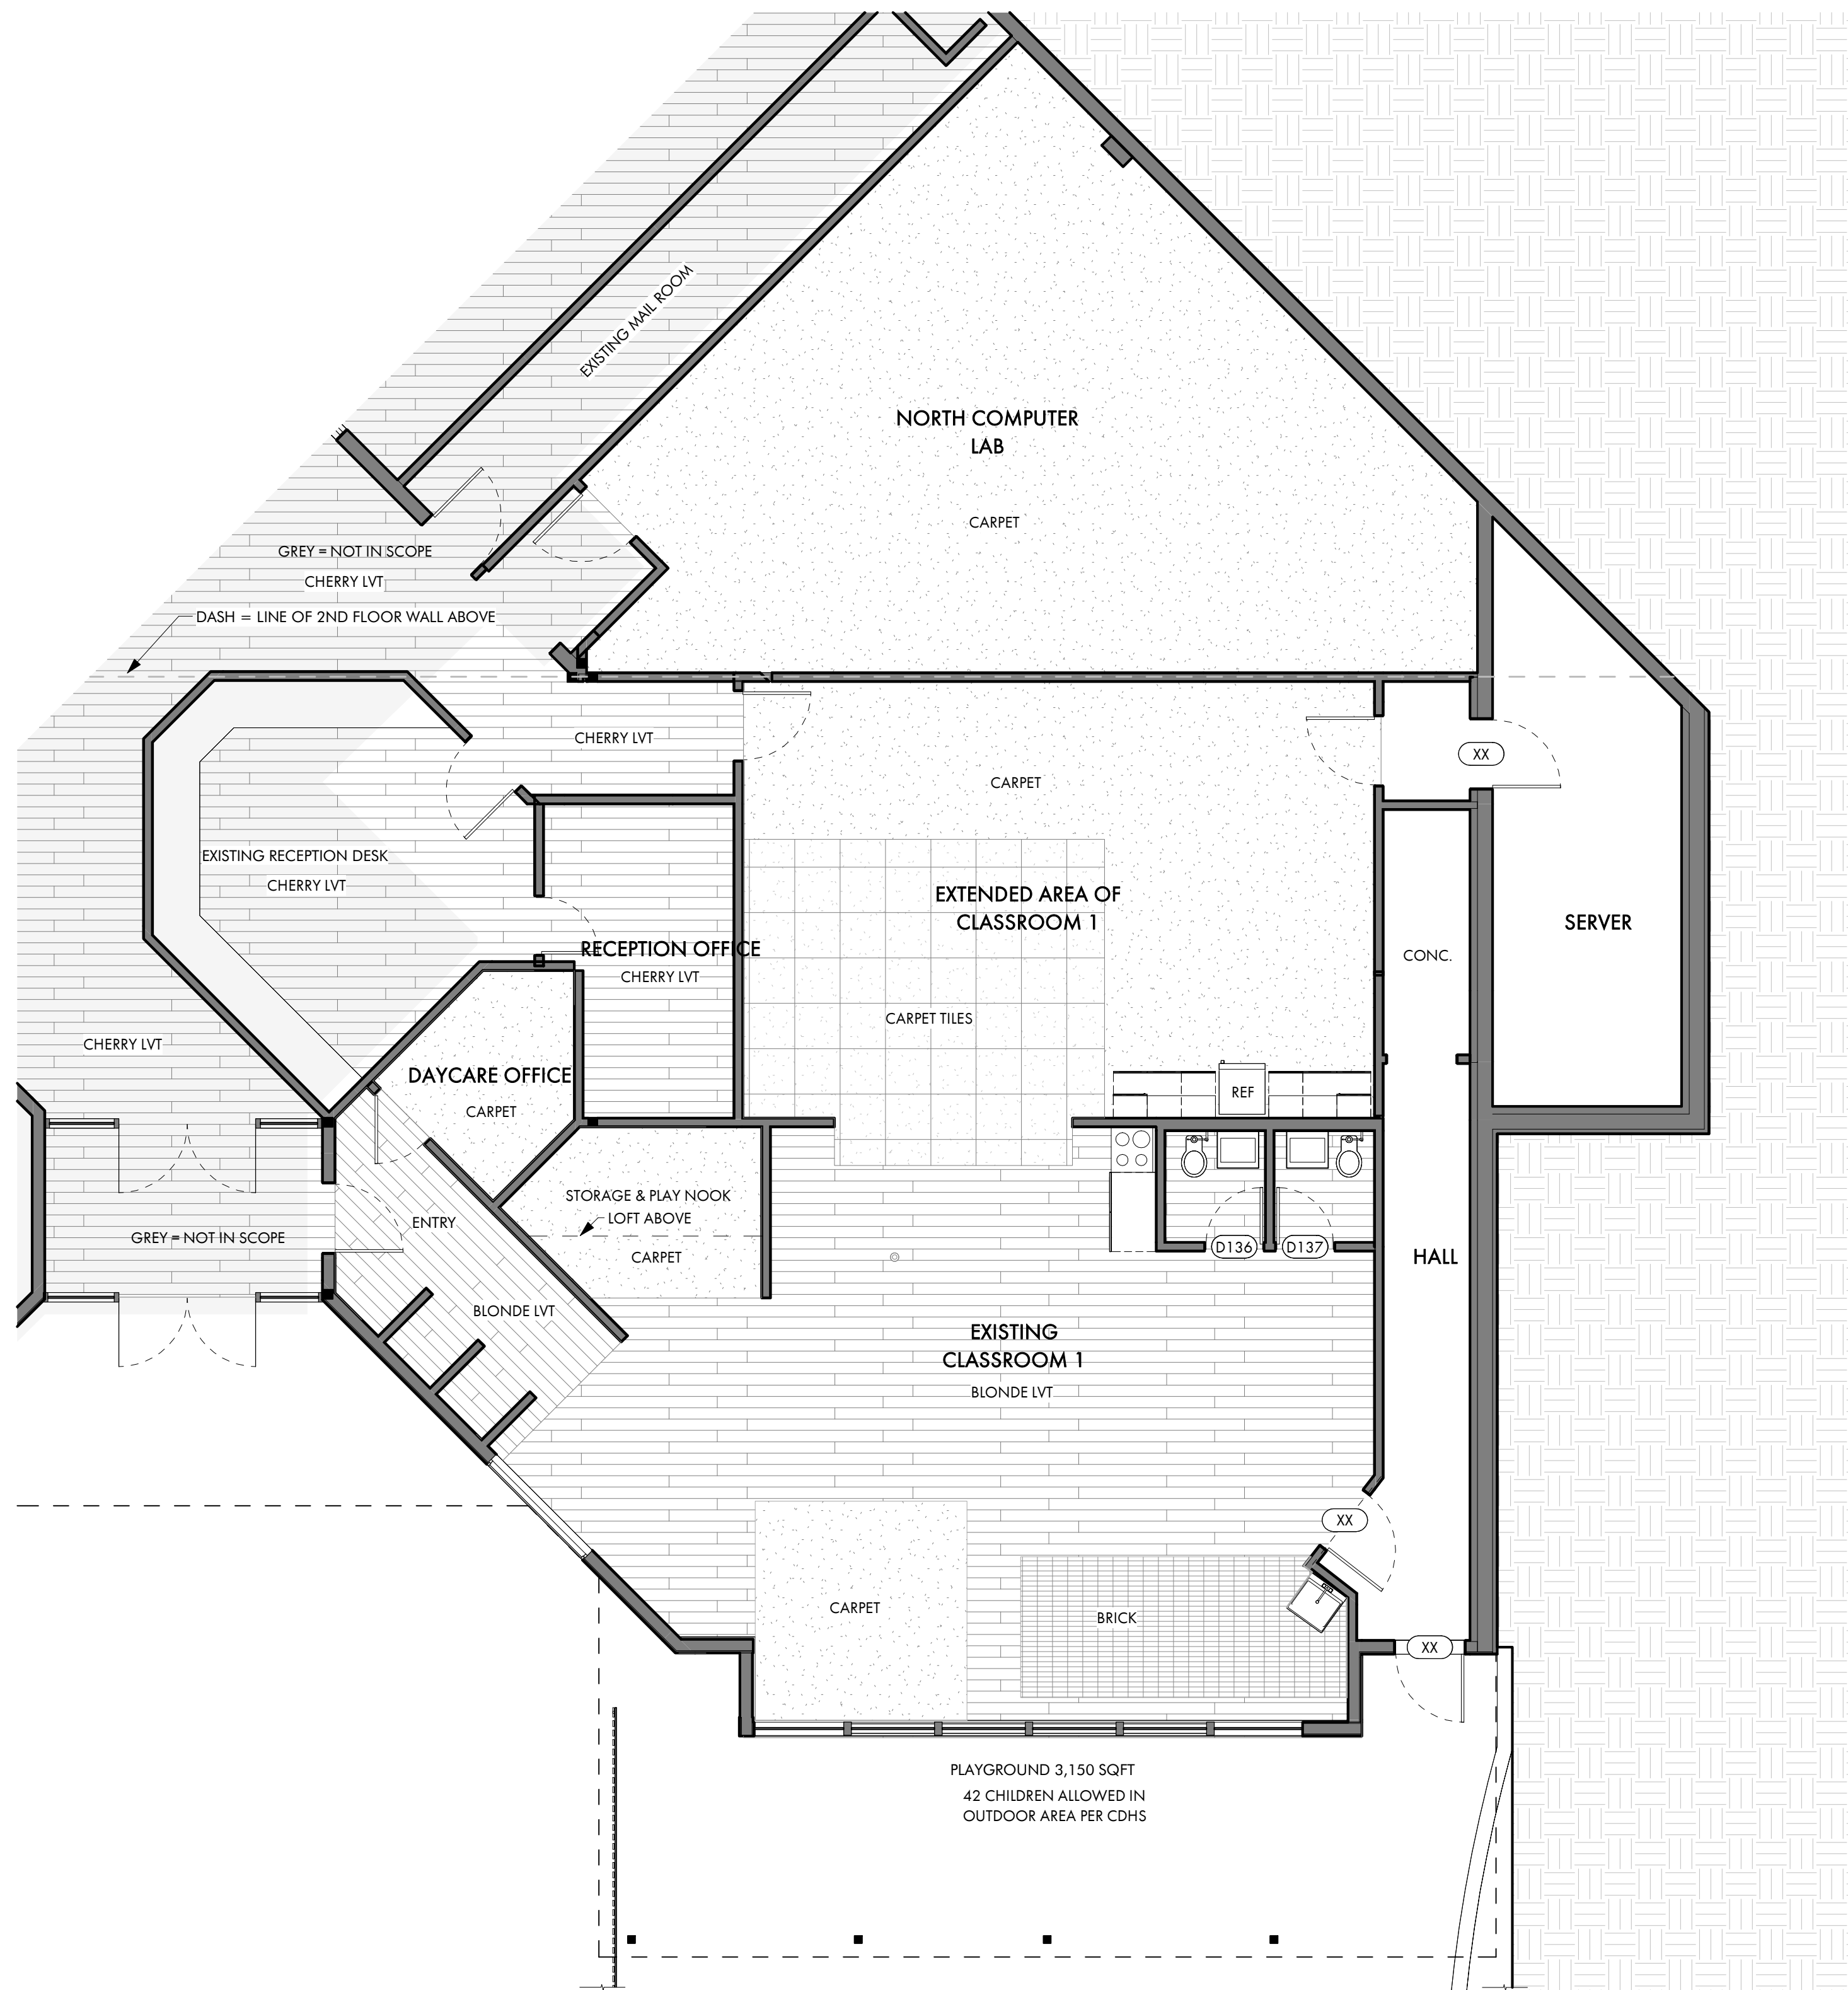 EXISTING MAIL ROOM
NORTH COMPUTER
LAB
CARPET
GREY = NOT IN SCOPE
CHERRY LVT
DASH = LINE OF 2ND FLOOR WALL ABOVE
CHERRY LVT
XX
CARPET
EXISTING RECEPTION DESK
CHERRY LVT
EXTENDED AREA OF
CLASSROOM 1
SERVER
RECEPTION OFFICE
CHERRY LVT
CONC.
CARPET TILES
CHERRY LVT
DAYCARE OFFICE
CARPET
REF
STORAGE & PLAY NOOK
LOFT ABOVE
CARPET
ENTRY
GREY = NOT IN SCOPE
D136
D137
HALL
BLONDE LVT
EXISTING
CLASSROOM 1
BLONDE LVT
XX
CARPET
BRICK
XX
PLAYGROUND 3,150 SQFT
42 CHILDREN ALLOWED IN
OUTDOOR AREA PER CDHS